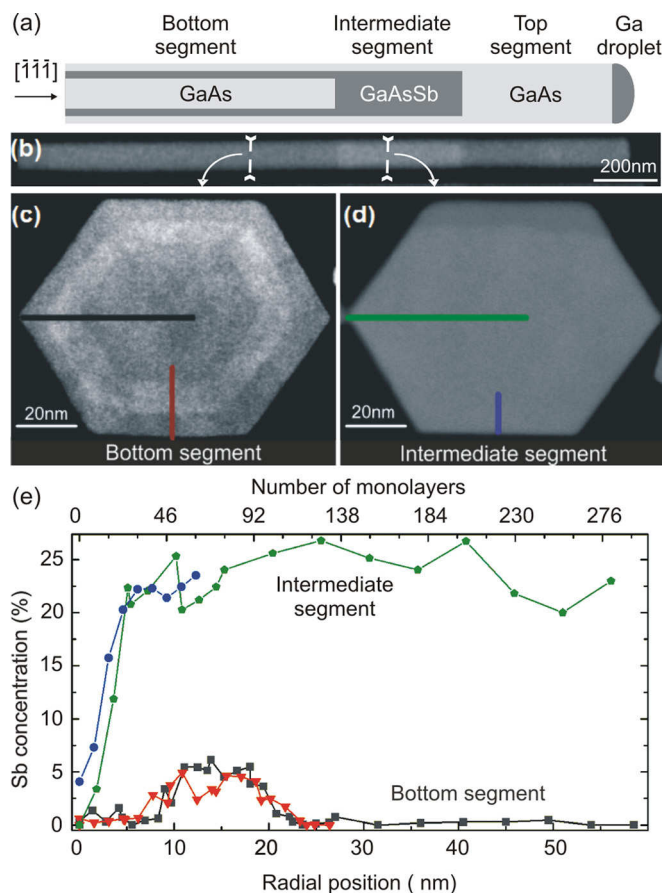 (a)
Bottom segment
Intermediate segment
Top segment
Ga droplet
[1̄1̄1̄]
GaAs
GaAsSb
GaAs
(b)
200nm
(c)
(d)
20nm
Bottom segment
20nm
Intermediate segment
(e)
Number of monolayers
0 46 92 138 184 230 276
25
20
15
10
5
0
Sb concentration (%)
Intermediate
segment
Bottom segment
0 10 20 30 40 50
Radial position ( nm)